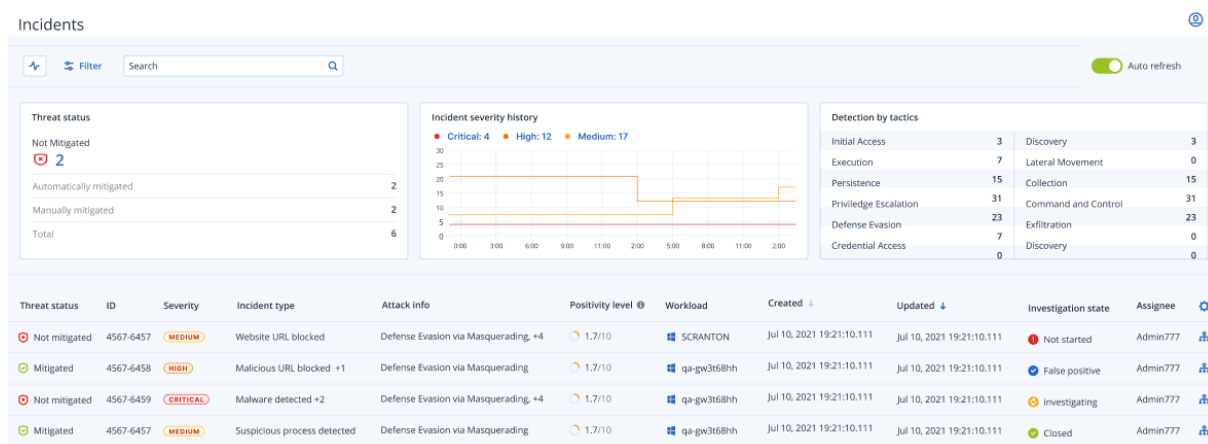 Incidents
Filter
Search
Auto refresh
Threat status
Not Mitigated
2
Automatically mitigated 2
Manually mitigated 2
Total 6
Incident severity history
Critical: 4 High: 12 Medium: 17
30
25
20
15
10
5
0
0:00 3:00 6:00 9:00 11:00 2:00 5:00 8:00 11:00 2:00
Detection by tactics
Initial Access 3 Discovery 3
Execution 7 Lateral Movement 0
Persistence 15 Collection 15
Priviledge Escalation 31 Command and Control 31
Defense Evasion 23 Exfiltration 23
Credential Access 7 Discovery 0
0 0
Threat status ID Severity Incident type Attack info Positivity level Workload Created ↓ Updated ↓ Investigation state Assignee
Not mitigated 4567-6457 MEDIUM Website URL blocked Defense Evasion via Masquerading, +4 1.7/10 SCRANTON Jul 10, 2021 19:21:10.111 Jul 10, 2021 19:21:10.111 Not started Admin777
Mitigated 4567-6458 HIGH Malicious URL blocked +1 Defense Evasion via Masquerading 1.7/10 qa-gw3t68hh Jul 10, 2021 19:21:10.111 Jul 10, 2021 19:21:10.111 False positive Admin777
Not mitigated 4567-6459 CRITICAL Malware detected +2 Defense Evasion via Masquerading, +4 1.7/10 qa-gw3t68hh Jul 10, 2021 19:21:10.111 Jul 10, 2021 19:21:10.111 investigating Admin777
Mitigated 4567-6457 MEDIUM Suspicious process detected Defense Evasion via Masquerading 1.7/10 qa-gw3t68hh Jul 10, 2021 19:21:10.111 Jul 10, 2021 19:21:10.111 Closed Admin777